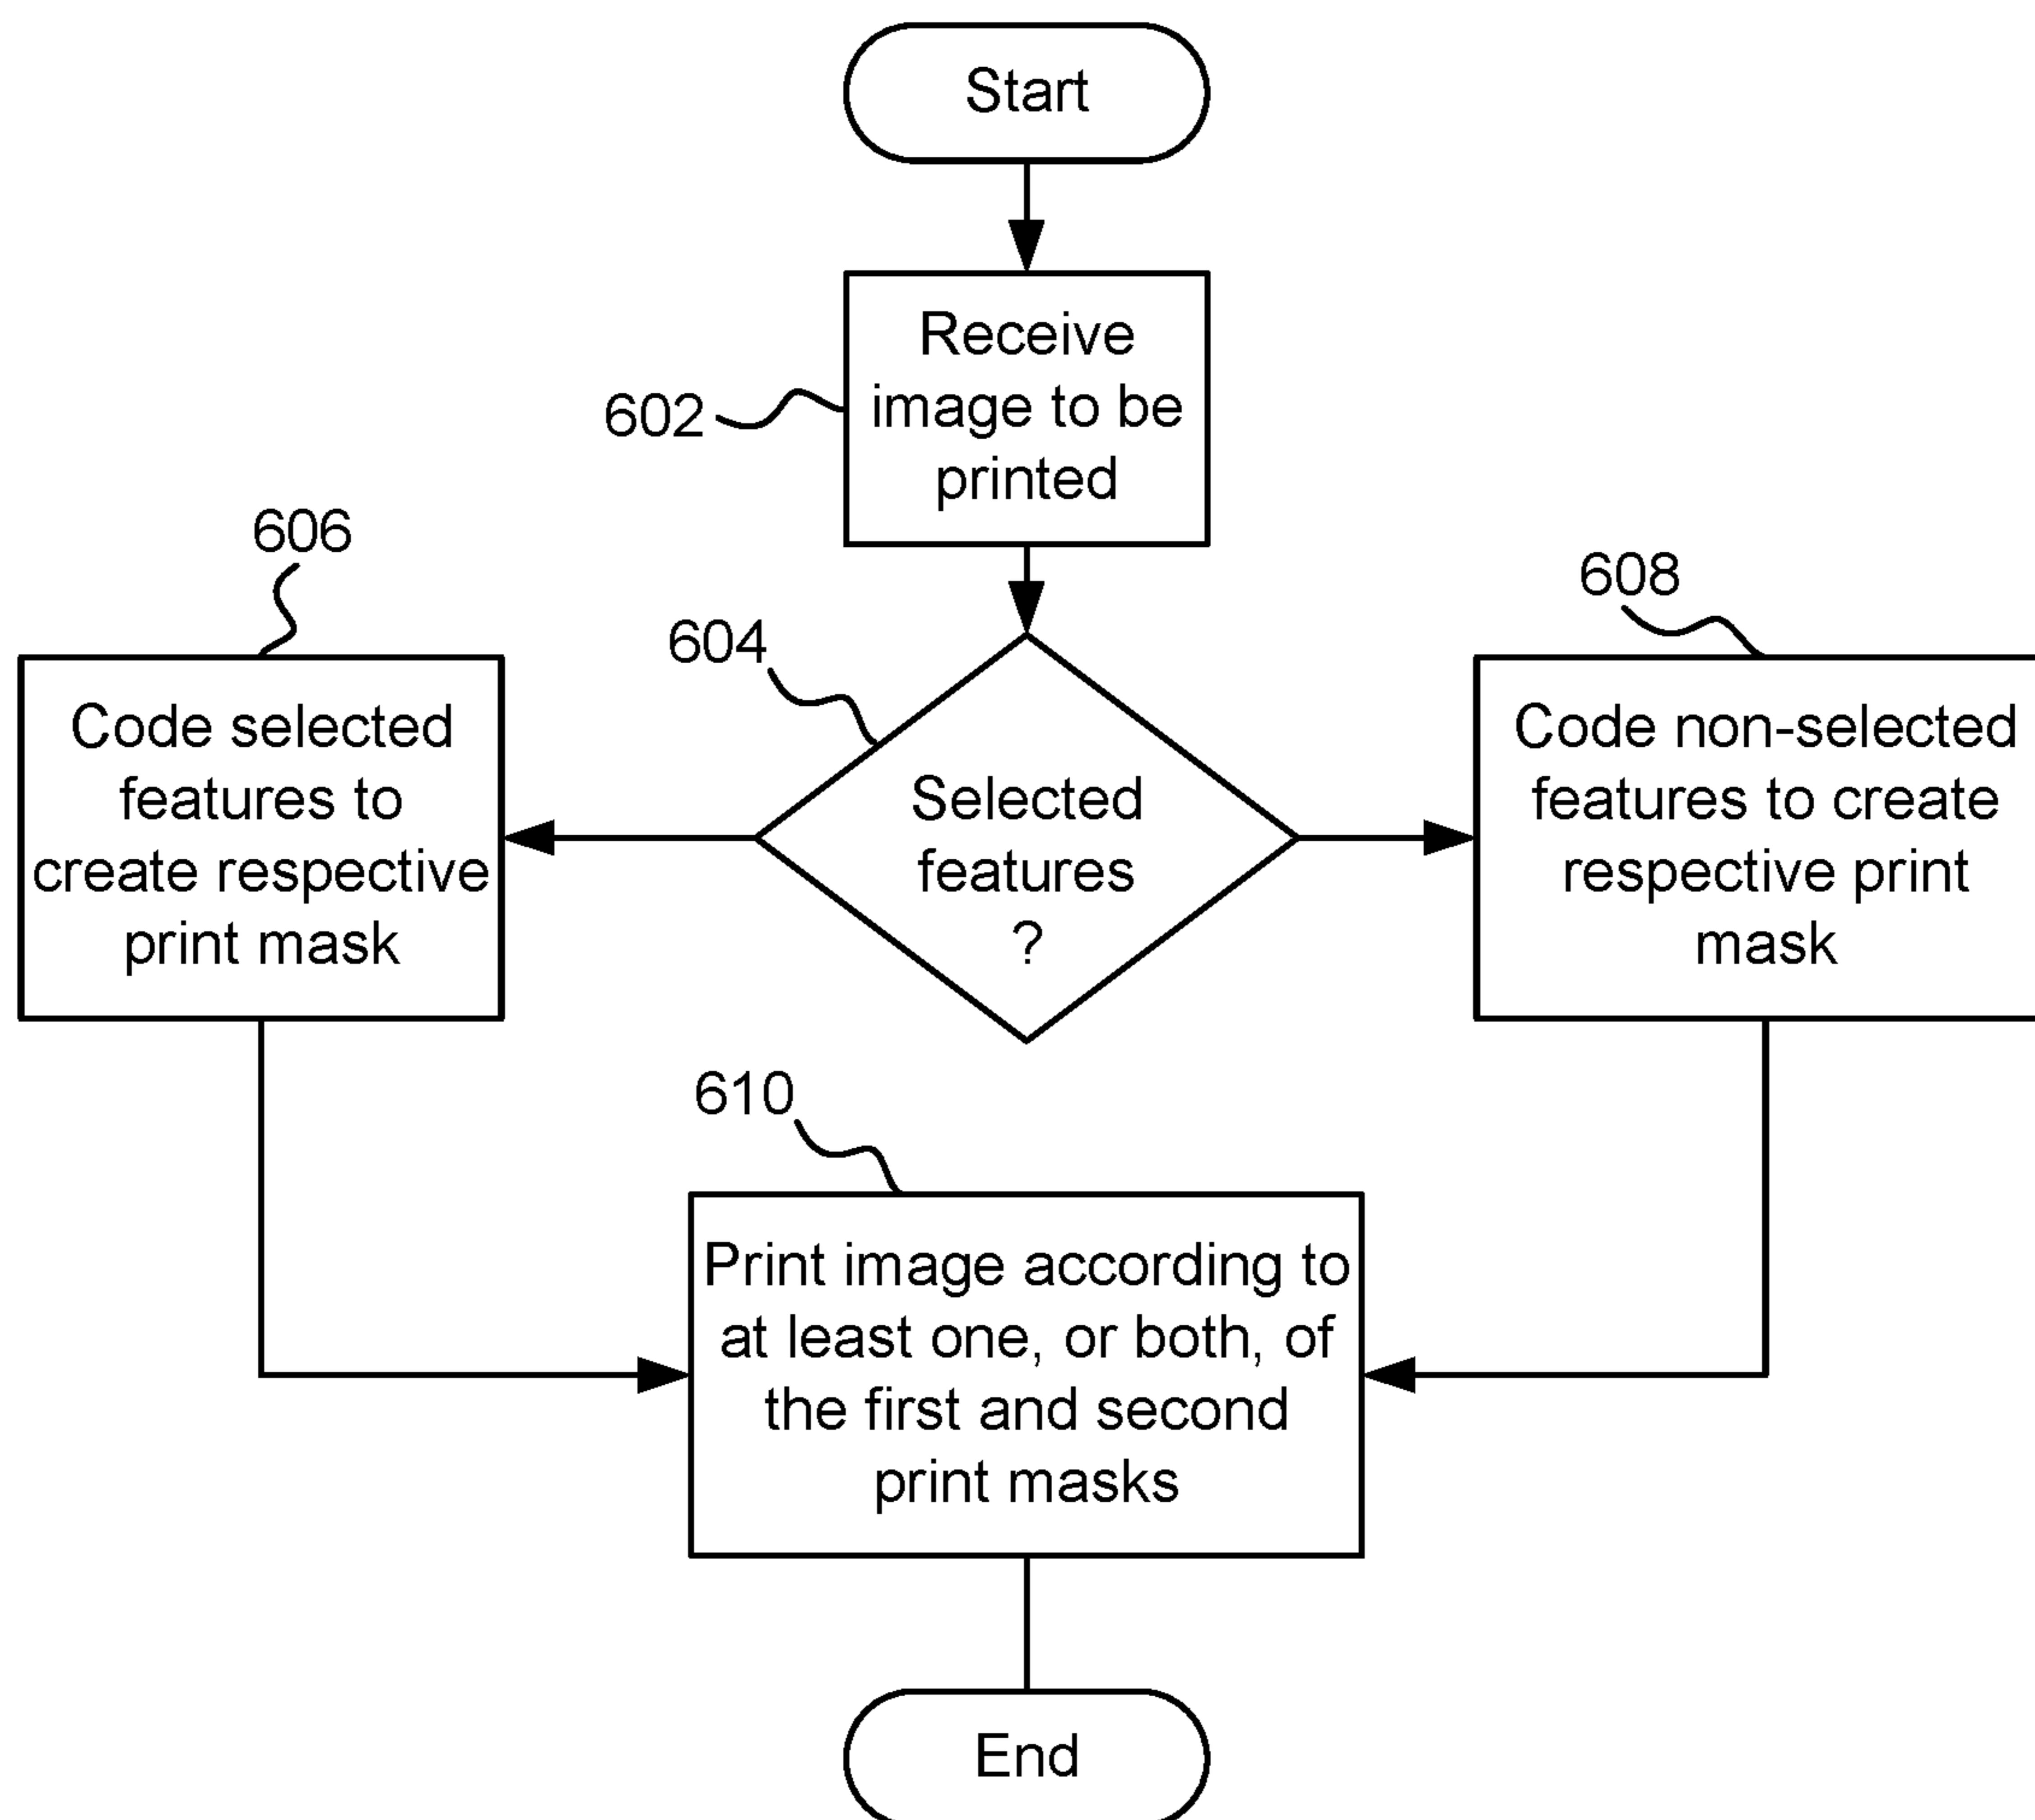 Start
Receive
image to be
printed
602
604
Selected
features
?
606
Code selected
features to
create respective
print mask
608
Code non-selected
features to create
respective print
mask
610
Print image according to
at least one, or both, of
the first and second
print masks
End